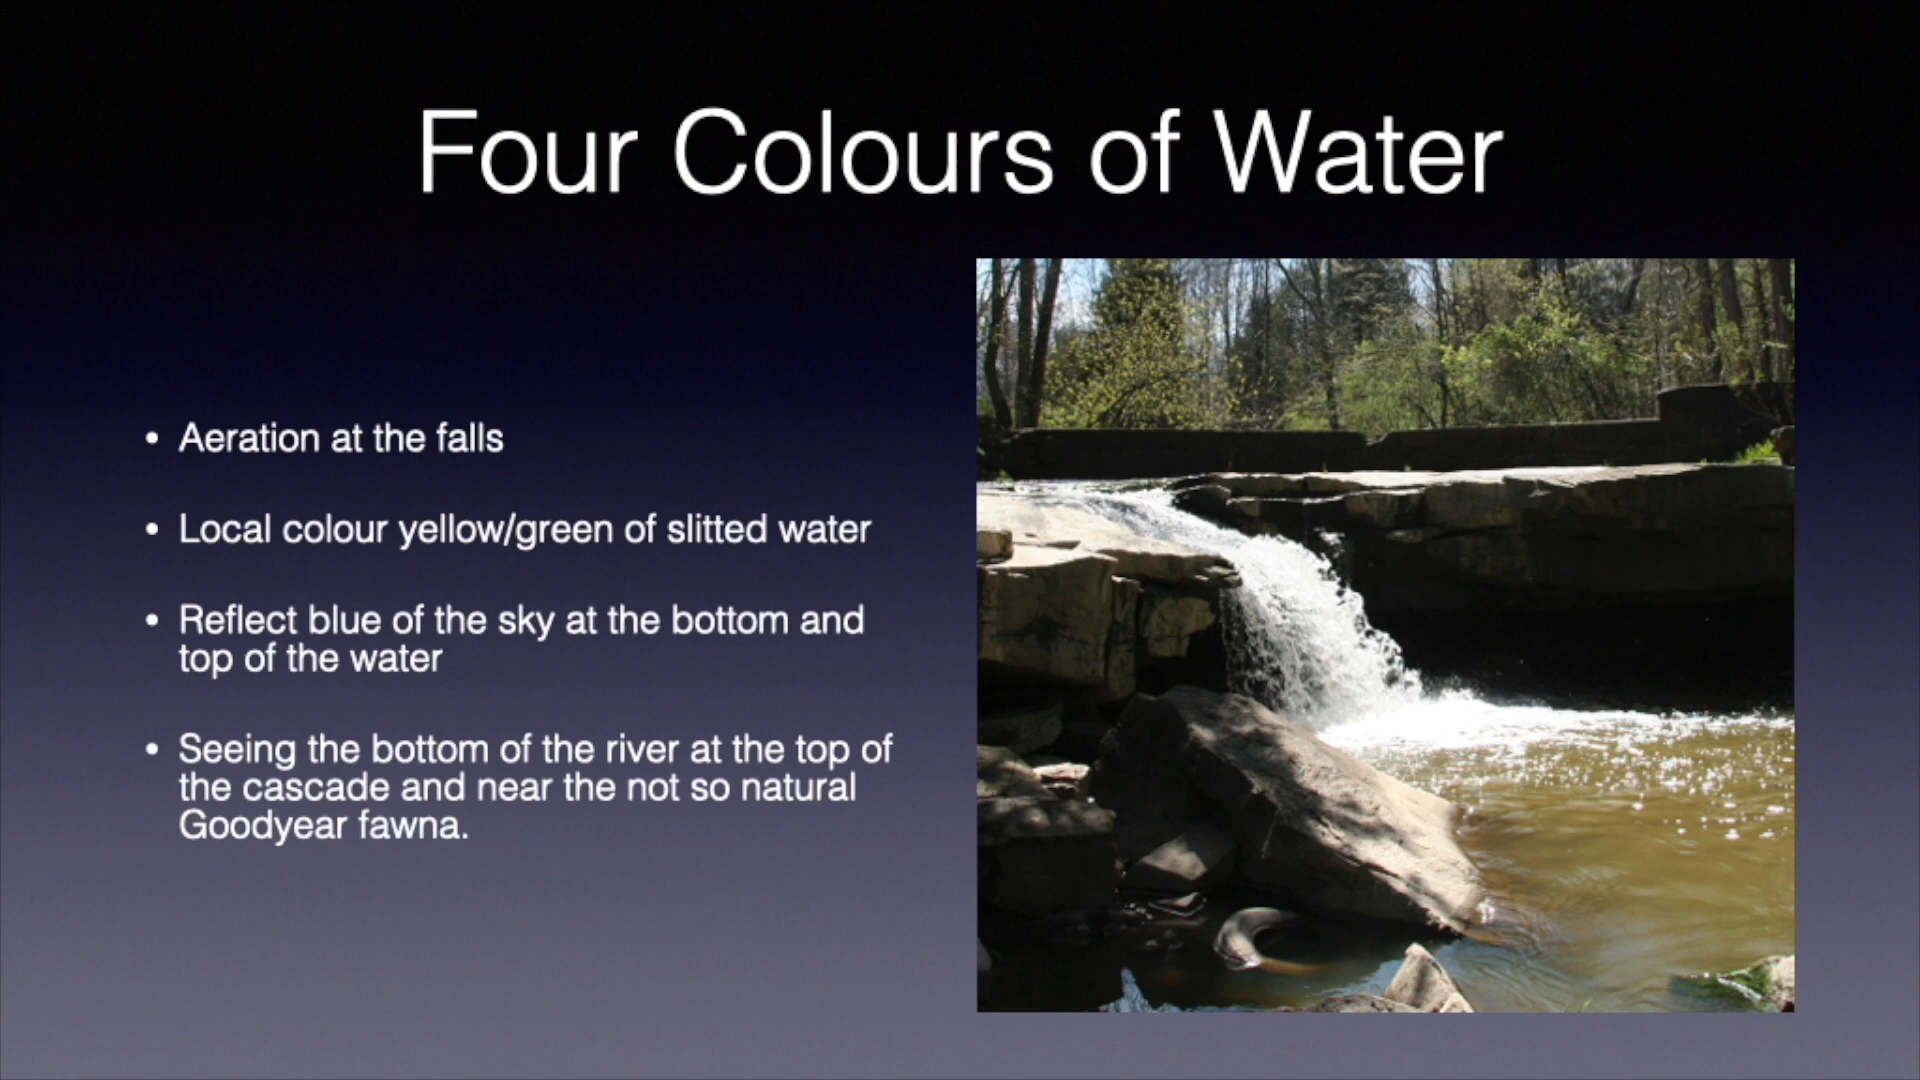 Four Colours of Water
• Aeration at the falls
• Local colour yellow/green of slitted water
• Reflect blue of the sky at the bottom and
top of the water
• Seeing the bottom of the river at the top of
the cascade and near the not so natural
Goodyear fawna.